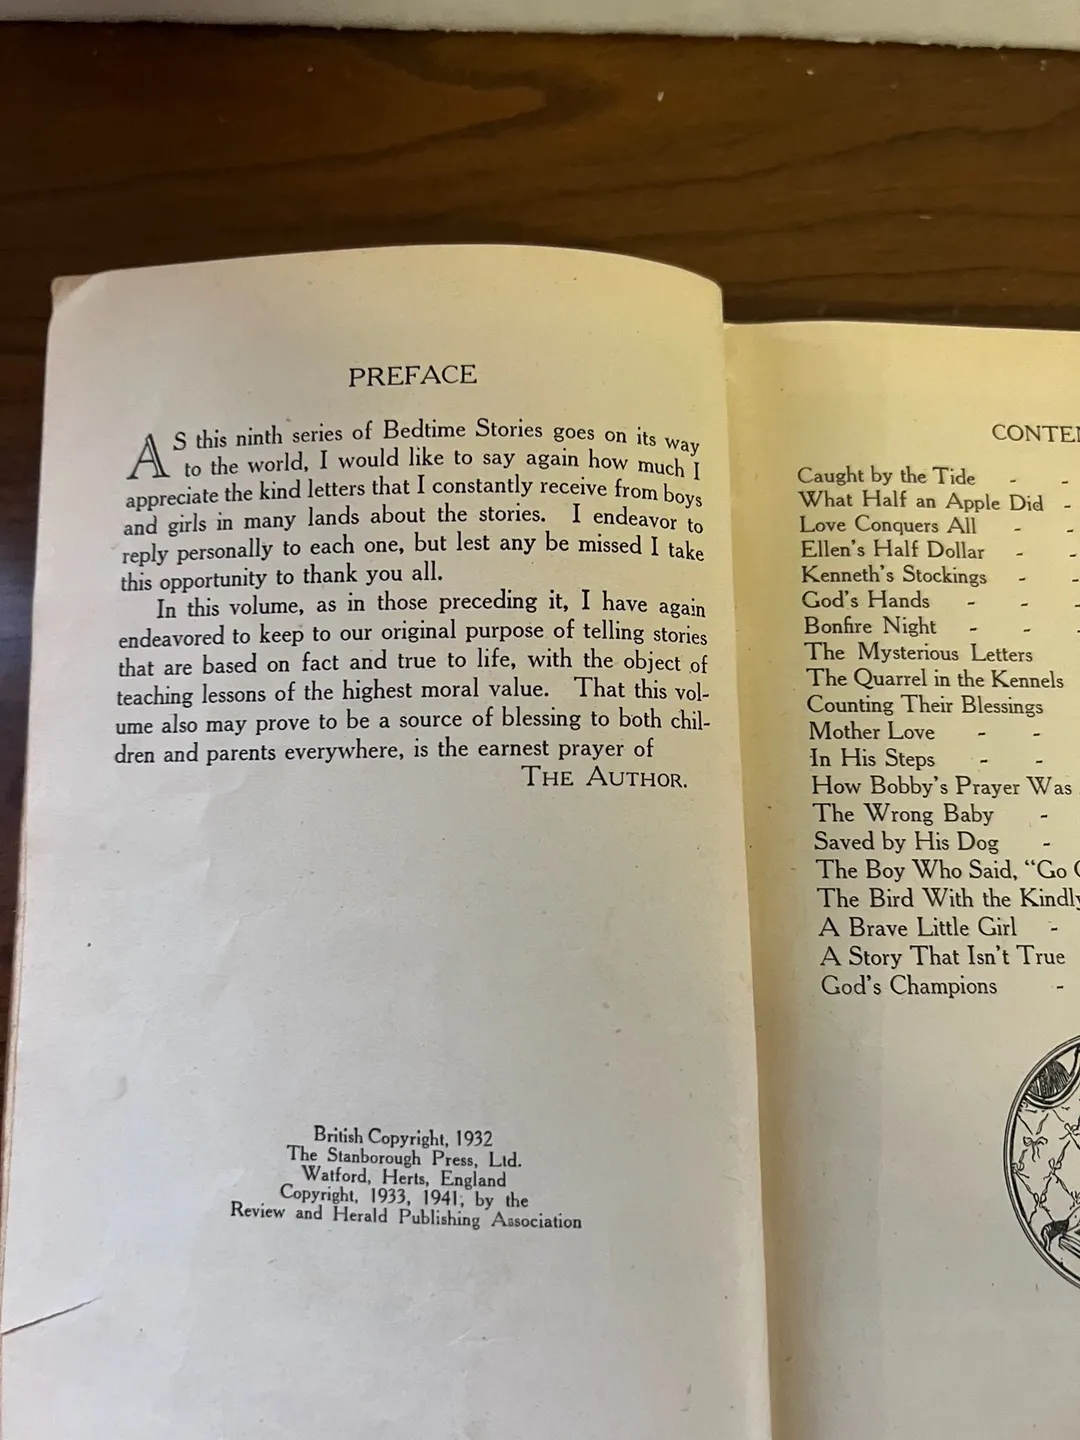 PREFACE
AS this ninth series of Bedtime Stories goes on its way
to the world, I would like to say again how much I
appreciate the kind letters that I constantly receive from boys
and girls in many lands about the stories. I endeavor to
reply personally to each one, but lest any be missed I take
this opportunity to thank you all.
In this volume, as in those preceding it, I have again
endeavored to keep to our original purpose of telling stories
that are based on fact and true to life, with the object of
teaching lessons of the highest moral value. That this vol-
ume also may prove to be a source of blessing to both chil-
dren and parents everywhere, is the earnest prayer of
THE AUTHOR.
British Copyright, 1932
The Stanborough Press, Ltd.
Watford, Herts, England
Copyright, 1933, 1941, by the
Review and Herald Publishing Association
CONTEN
Caught by the Tide - -
What Half an Apple Did -
Love Conquers All - -
Ellen's Half Dollar - -
Kenneth's Stockings - -
God's Hands - - -
Bonfire Night - - -
The Mysterious Letters
The Quarrel in the Kennels
Counting Their Blessings
Mother Love - -
In His Steps - -
How Bobby's Prayer Was
The Wrong Baby -
Saved by His Dog -
The Boy Who Said, "Go
The Bird With the Kindly
A Brave Little Girl -
A Story That Isn't True
God's Champions -